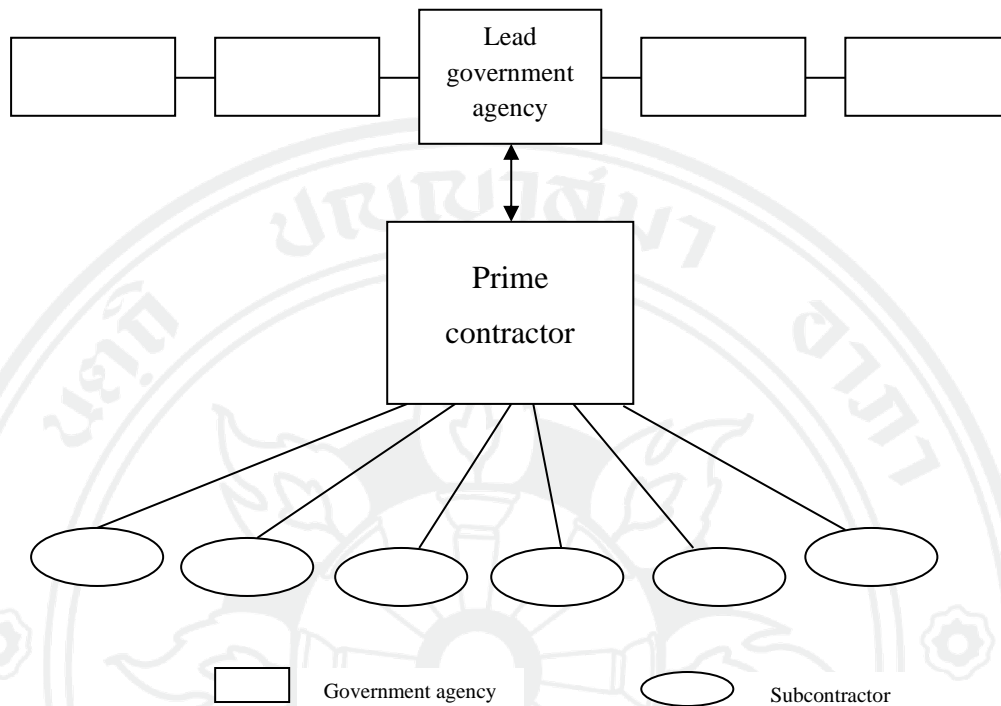 Lead
government
agency
Prime
contractor
Government agency
Subcontractor